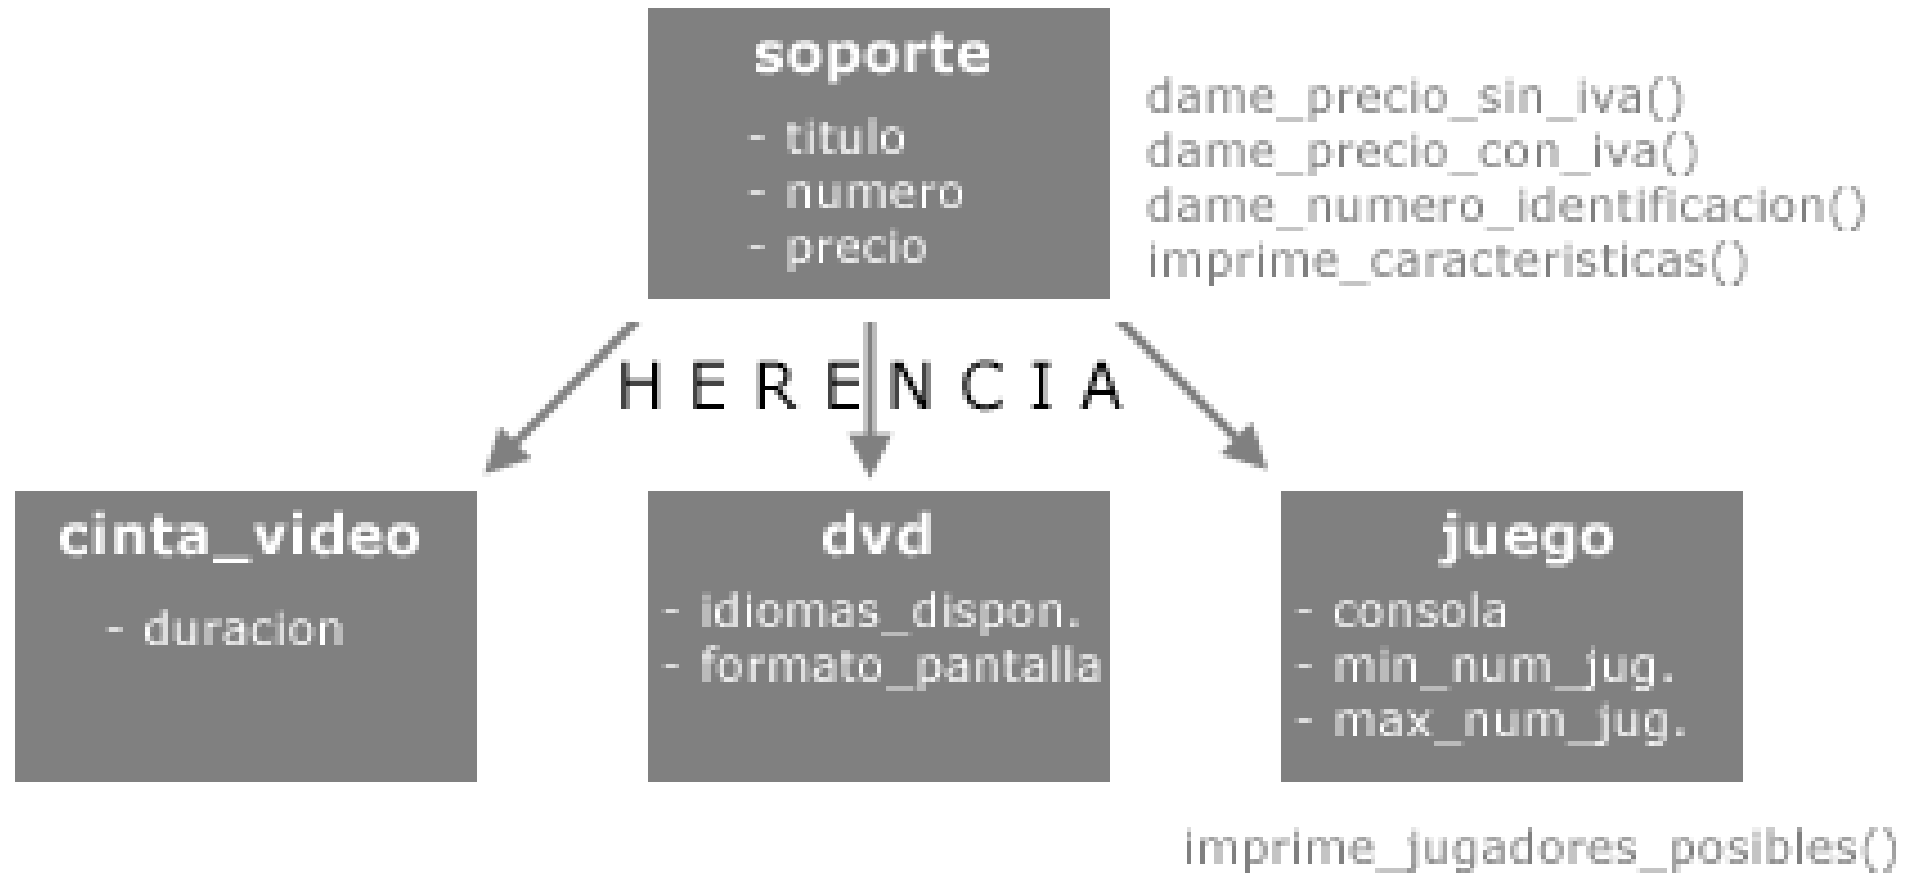 soporte
- titulo
- numero
- precio
dame_precio_sin_iva()
dame_precio_con_iva()
dame_numero_identificacion()
imprime_caracteristicas()
HERENCIA
cinta_video
- duracion
dvd
- idiomas_dispon.
- formato_pantalla
juego
- consola
- min_num_jug.
- max_num_jug.
imprime_jugadores_posibles()